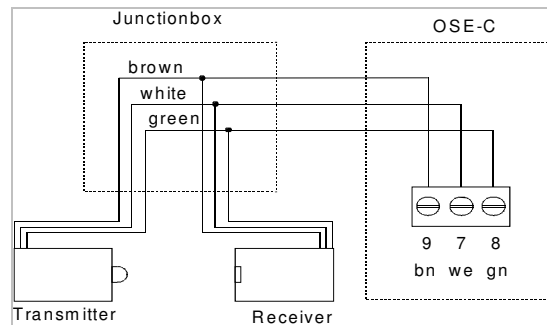 Junctionbox
OSE-C
brown
white
green
9 7 8
bn we gn
Transmitter
Receiver